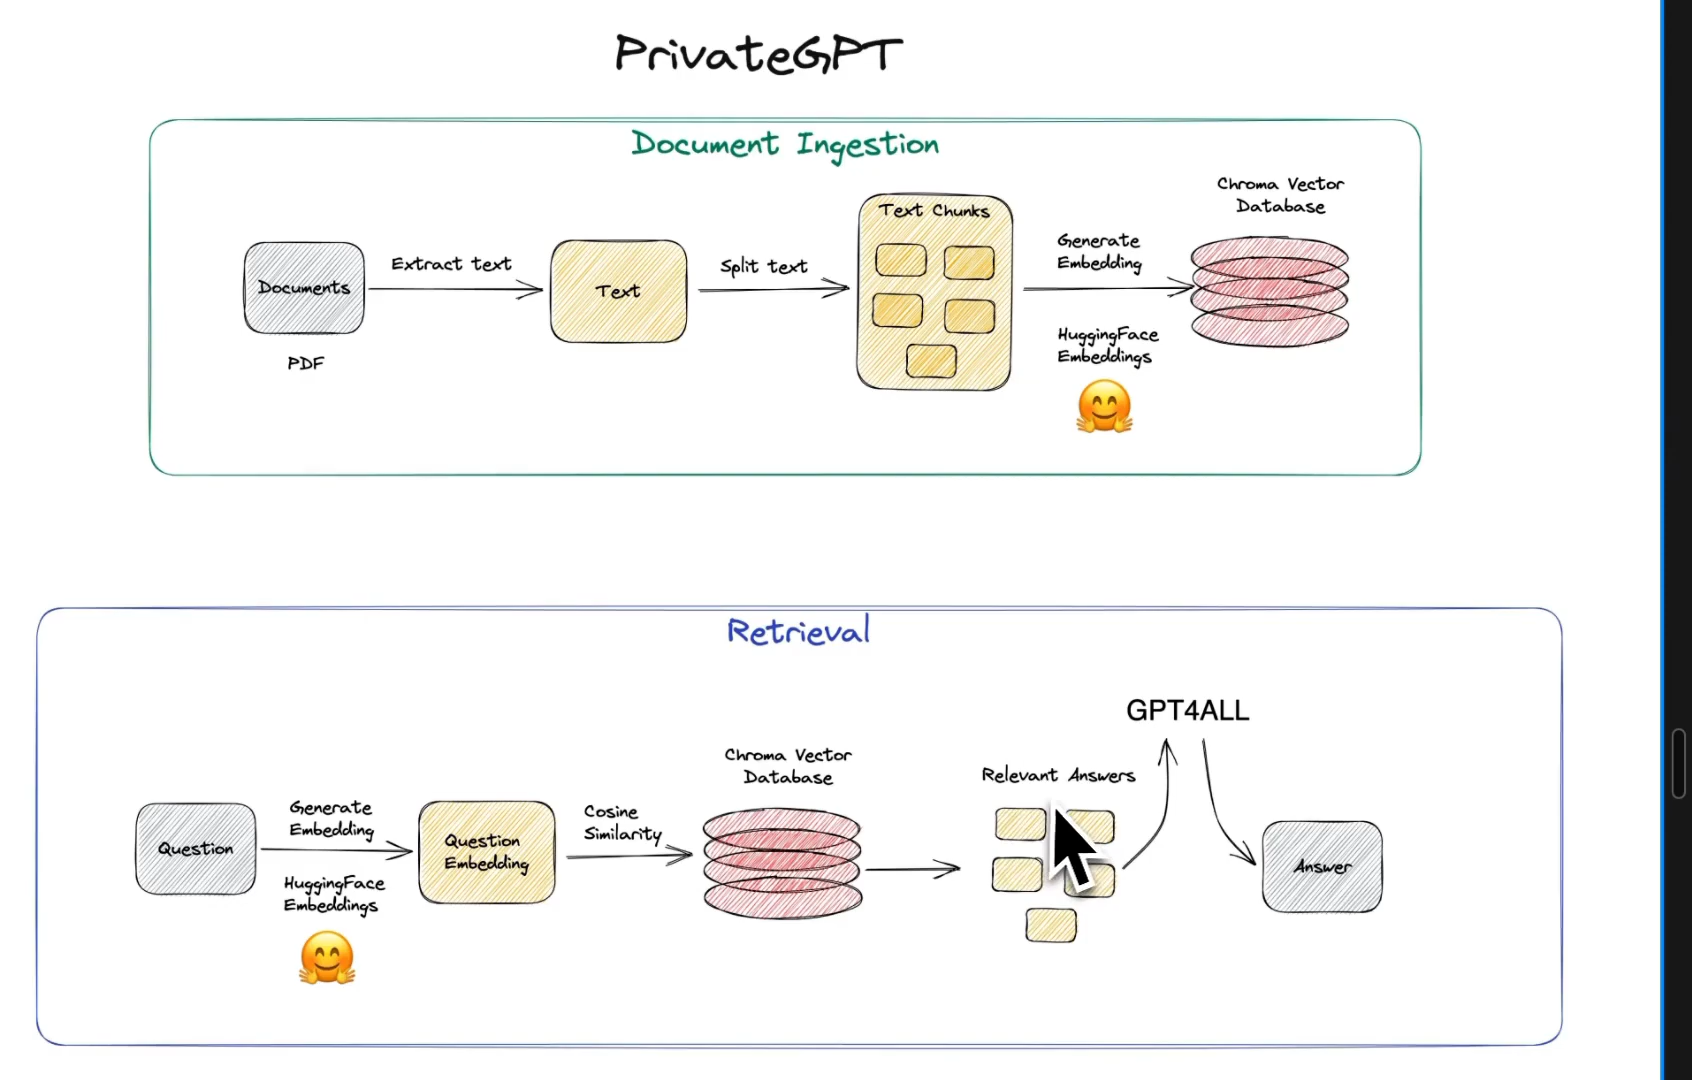 PrivateGPT
Document Ingestion
Documents
PDF
Extract text
Text
Split text
Text Chunks
Generate
Embedding
HuggingFace
Embeddings
Chroma Vector
Database
Retrieval
Question
Generate
Embedding
HuggingFace
Embeddings
Question
Embedding
Cosine
Similarity
Chroma Vector
Database
Relevant Answers
GPT4ALL
Answer